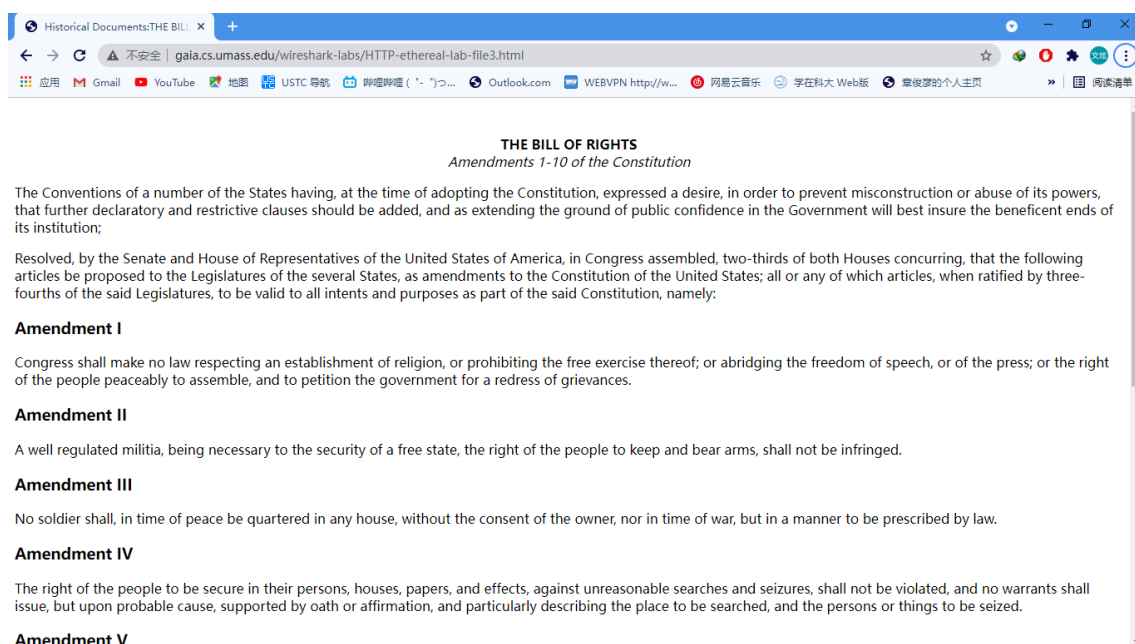 Historical Documents:THE BILL
不安全 | gaia.cs.umass.edu/wireshark-labs/HTTP-ethereal-lab-file3.html
文炫
应用 Gmail YouTube 地图 USTC 导航 哔哩哔哩 ( ゜- ゜)つ... Outlook.com WEBVPN http://w... 网易云音乐 学在科大 Web版 章俊彦的个人主页 » 阅读清单
THE BILL OF RIGHTS
Amendments 1-10 of the Constitution
The Conventions of a number of the States having, at the time of adopting the Constitution, expressed a desire, in order to prevent misconstruction or abuse of its powers,
that further declaratory and restrictive clauses should be added, and as extending the ground of public confidence in the Government will best insure the beneficent ends of
its institution;
Resolved, by the Senate and House of Representatives of the United States of America, in Congress assembled, two-thirds of both Houses concurring, that the following
articles be proposed to the Legislatures of the several States, as amendments to the Constitution of the United States; all or any of which articles, when ratified by three-
fourths of the said Legislatures, to be valid to all intents and purposes as part of the said Constitution, namely:
Amendment I
Congress shall make no law respecting an establishment of religion, or prohibiting the free exercise thereof; or abridging the freedom of speech, or of the press; or the right
of the people peaceably to assemble, and to petition the government for a redress of grievances.
Amendment II
A well regulated militia, being necessary to the security of a free state, the right of the people to keep and bear arms, shall not be infringed.
Amendment III
No soldier shall, in time of peace be quartered in any house, without the consent of the owner, nor in time of war, but in a manner to be prescribed by law.
Amendment IV
The right of the people to be secure in their persons, houses, papers, and effects, against unreasonable searches and seizures, shall not be violated, and no warrants shall
issue, but upon probable cause, supported by oath or affirmation, and particularly describing the place to be searched, and the persons or things to be seized.
Amendment V